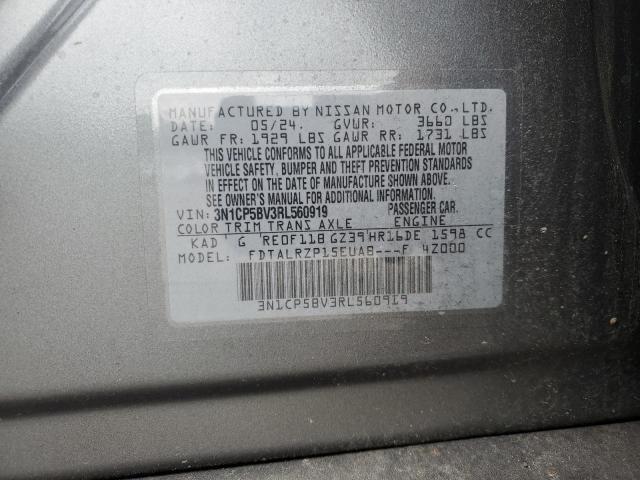 MANUFACTURED BY NISSAN MOTOR CO.,LTD.
DATE: 05/24. GVWR: 3660 LBS
GAWR FR: 1929 LBS GAWR RR: 1731 LBS
THIS VEHICLE CONFORMS TO ALL APPLICABLE FEDERAL MOTOR
VEHICLE SAFETY, BUMPER AND THEFT PREVENTION STANDARDS
IN EFFECT ON THE DATE OF MANUFACTURE SHOWN ABOVE.
SEE OWNER'S MANUAL FOR ADDITIONAL INFORMATION.
VIN: 3N1CP5BV3RL560919 PASSENGER CAR.
COLOR TRIM TRANS AXLE ENGINE
KAD G RE0F11B GZ39 HR16DE 1598 CC
MODEL: FDTALRZP15EUAB---F 4Z000
3N1CP5BV3RL560919